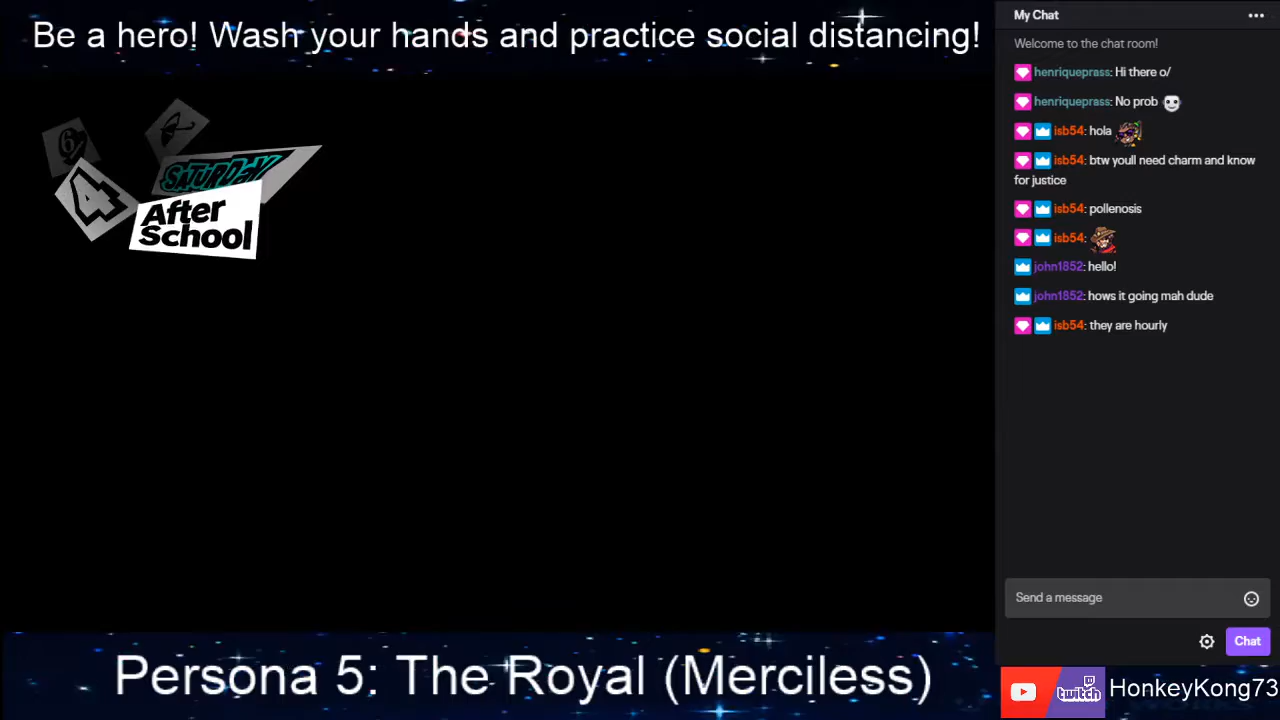 Be a hero! Wash your hands and practice social distancing!
6
4
SATURDAY
After
School
Persona 5: The Royal (Merciless)
My Chat
Welcome to the chat room!
henriqueprass: Hi there o/
henriqueprass: No prob
isb54: hola
isb54: btw youll need charm and know
for justice
isb54: pollenosis
isb54:
john1852: hello!
john1852: hows it going mah dude
isb54: they are hourly
Send a message
Chat
twitch
HonkeyKong73